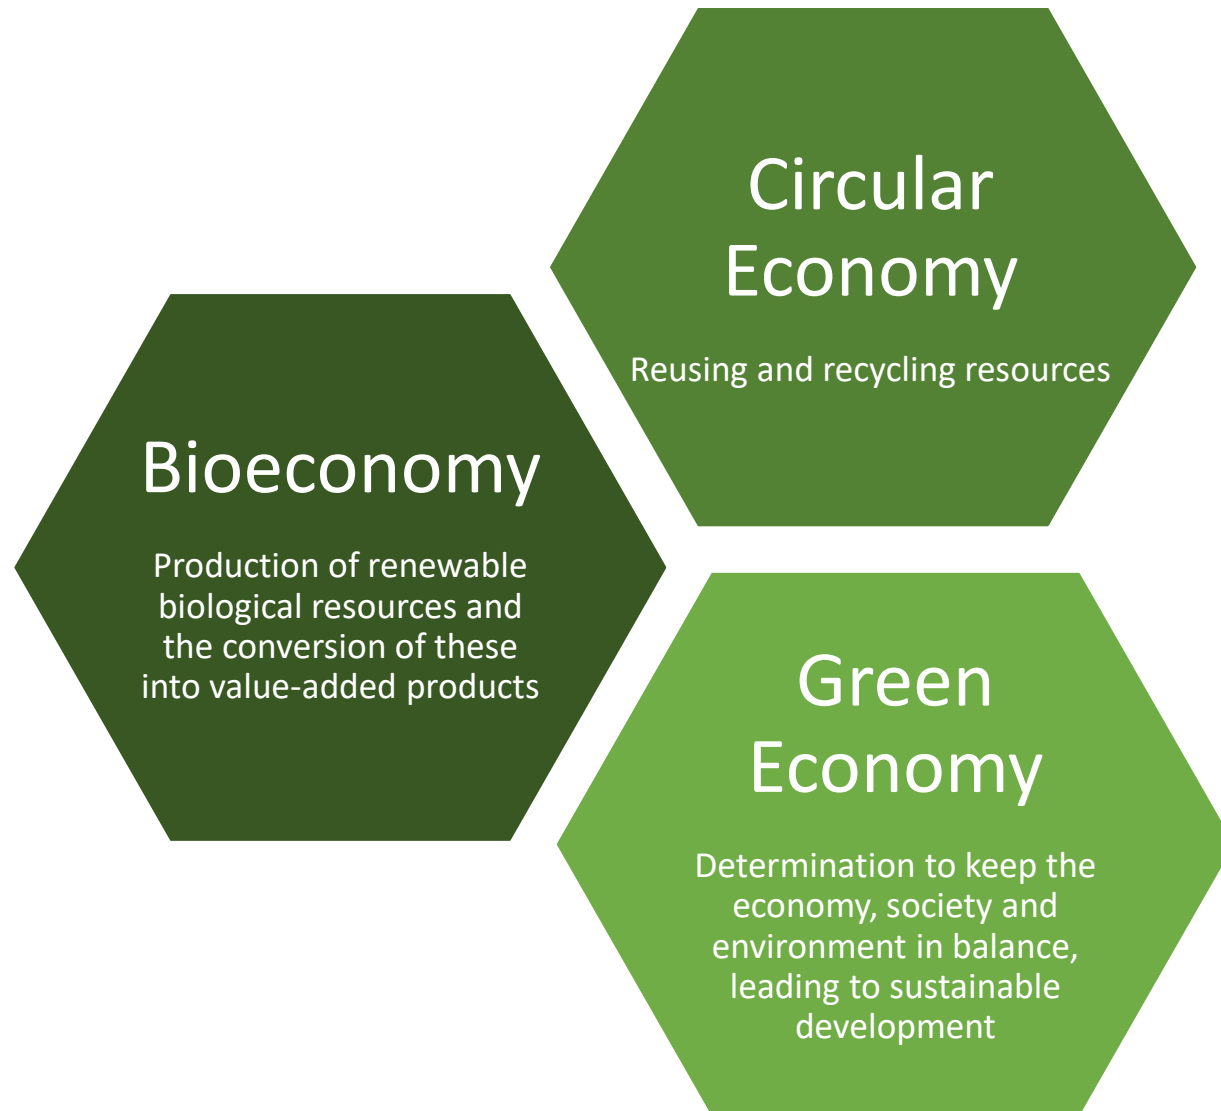 Circular
Economy
Reusing and recycling resources
Bioeconomy
Production of renewable
biological resources and
the conversion of these
into value-added products
Green
Economy
Determination to keep the
economy, society and
environment in balance,
leading to sustainable
development